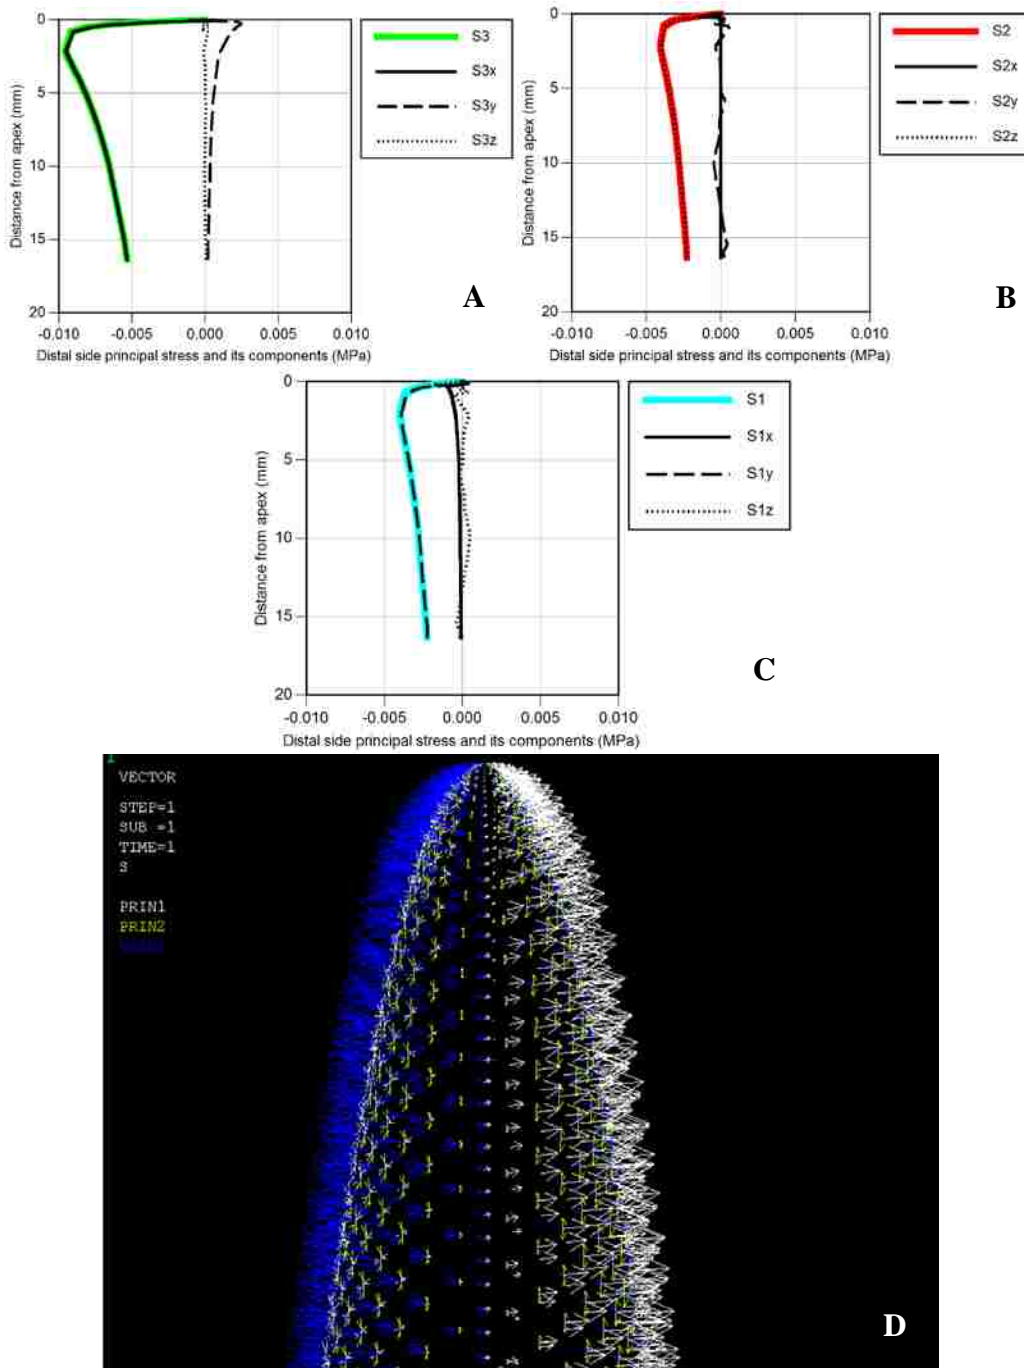 0
5
10
15
20
Distance from apex (mm)
-0.010
-0.005
0.000
0.005
0.010
Distal side principal stress and its components (MPa)
S3
S3x
S3y
S3z
A
0
5
10
15
20
Distance from apex (mm)
-0.010
-0.005
0.000
0.005
0.010
Distal side principal stress and its components (MPa)
S2
S2x
S2y
S2z
B
0
5
10
15
20
Distance from apex (mm)
-0.010
-0.005
0.000
0.005
0.010
Distal side principal stress and its components (MPa)
S1
S1x
S1y
S1z
C
1
VECTOR
STEP=1
SUB =1
TIME=1
S
PRIN1
PRIN2
D